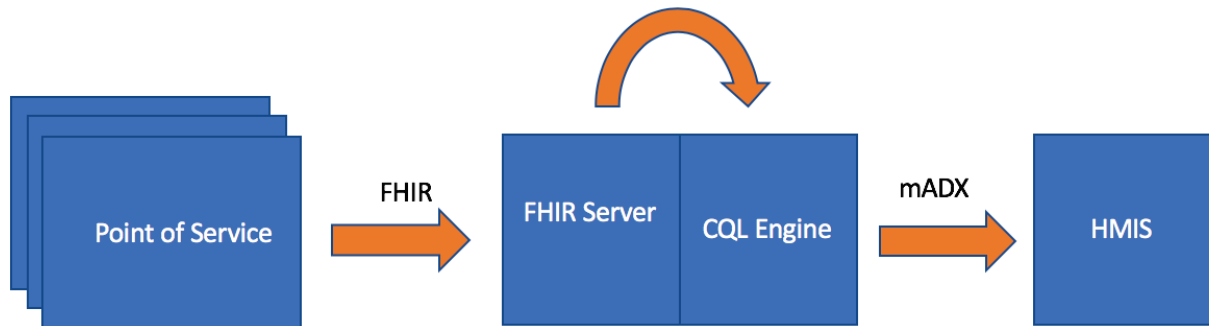 Point of Service
FHIR
FHIR Server
CQL Engine
mADX
HMIS